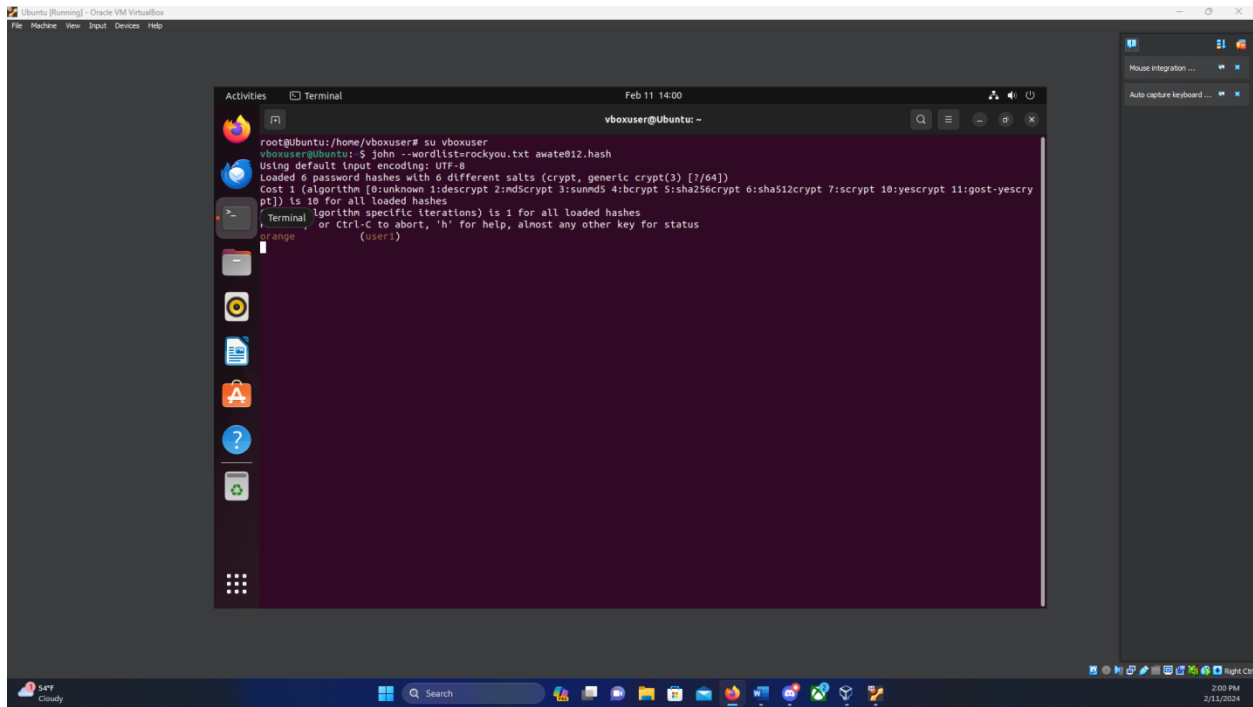 Ubuntu [Running] - Oracle VM VirtualBox
File Machine View Input Devices Help
Mouse integration ...
Auto capture keyboard ...
Activities Terminal Feb 11 14:00
vboxuser@Ubuntu: ~
root@Ubuntu:/home/vboxuser# su vboxuser
vboxuser@Ubuntu:~$ john --wordlist=rockyou.txt awate012.hash
Using default input encoding: UTF-8
Loaded 6 password hashes with 6 different salts (crypt, generic crypt(3) [?/64])
Cost 1 (algorithm [0:unknown 1:descrypt 2:md5crypt 3:sunmd5 4:bcrypt 5:sha256crypt 6:sha512crypt 7:scrypt 10:yescrypt 11:gost-yescry
pt]) is 10 for all loaded hashes
lgorithm specific iterations) is 1 for all loaded hashes
Terminal
or Ctrl-C to abort, 'h' for help, almost any other key for status
orange (user1)
Right Ctrl
54°F
Cloudy
Search
2:00 PM
2/11/2024